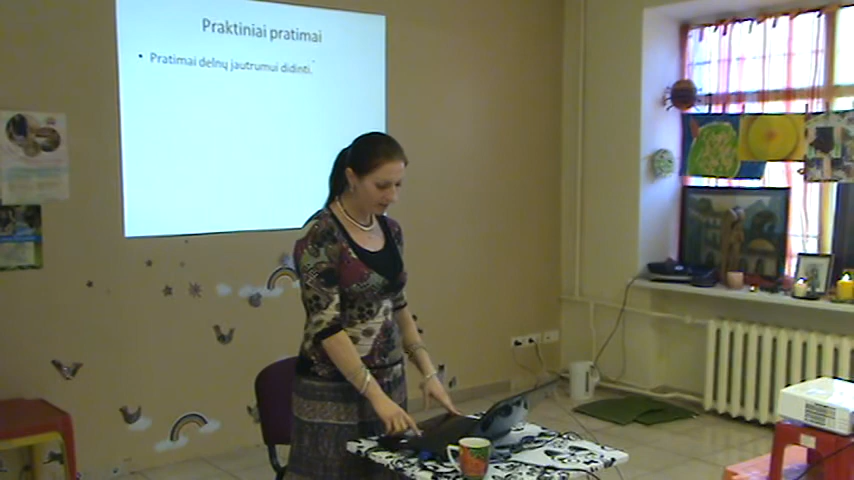 Praktiniai pratimai
• Pratimai delnų jautrumui didinti.